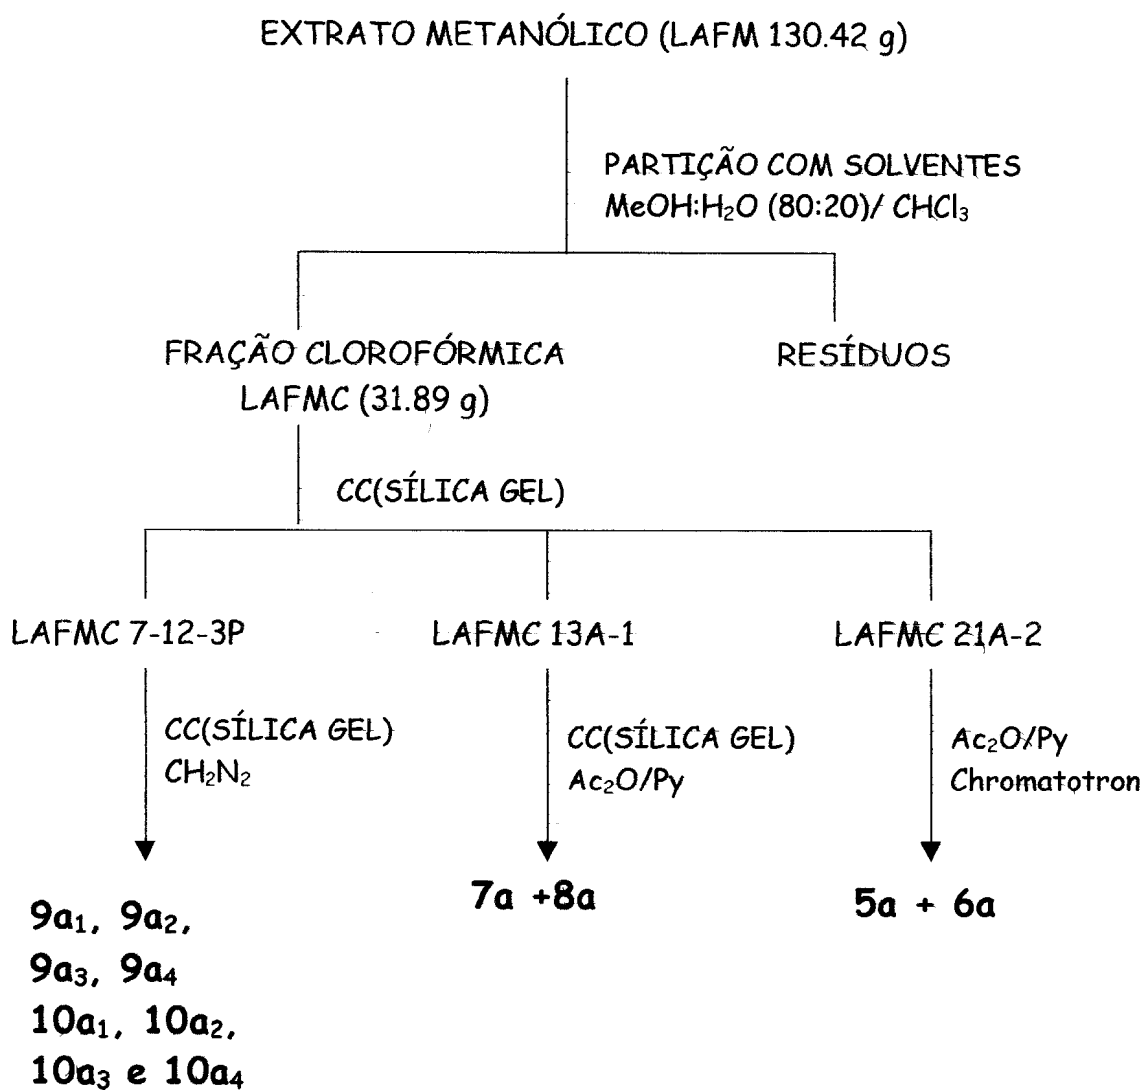 EXTRATO METANÓLICO (LAFM 130.42 g)
PARTIÇÃO COM SOLVENTES
MeOH:H₂O (80:20)/ CHCl₃
FRAÇÃO CLOROFÓRMICA
LAFMC (31.89 g)
RESÍDUOS
CC(SÍLICA GEL)
LAFMC 7-12-3P
LAFMC 13A-1
LAFMC 21A-2
CC(SÍLICA GEL)
CH₂N₂
CC(SÍLICA GEL)
Ac₂O/Py
Ac₂O/Py
Chromatotron
9a₁, 9a₂,
9a₃, 9a₄
10a₁, 10a₂,
10a₃ e 10a₄
7a +8a
5a + 6a